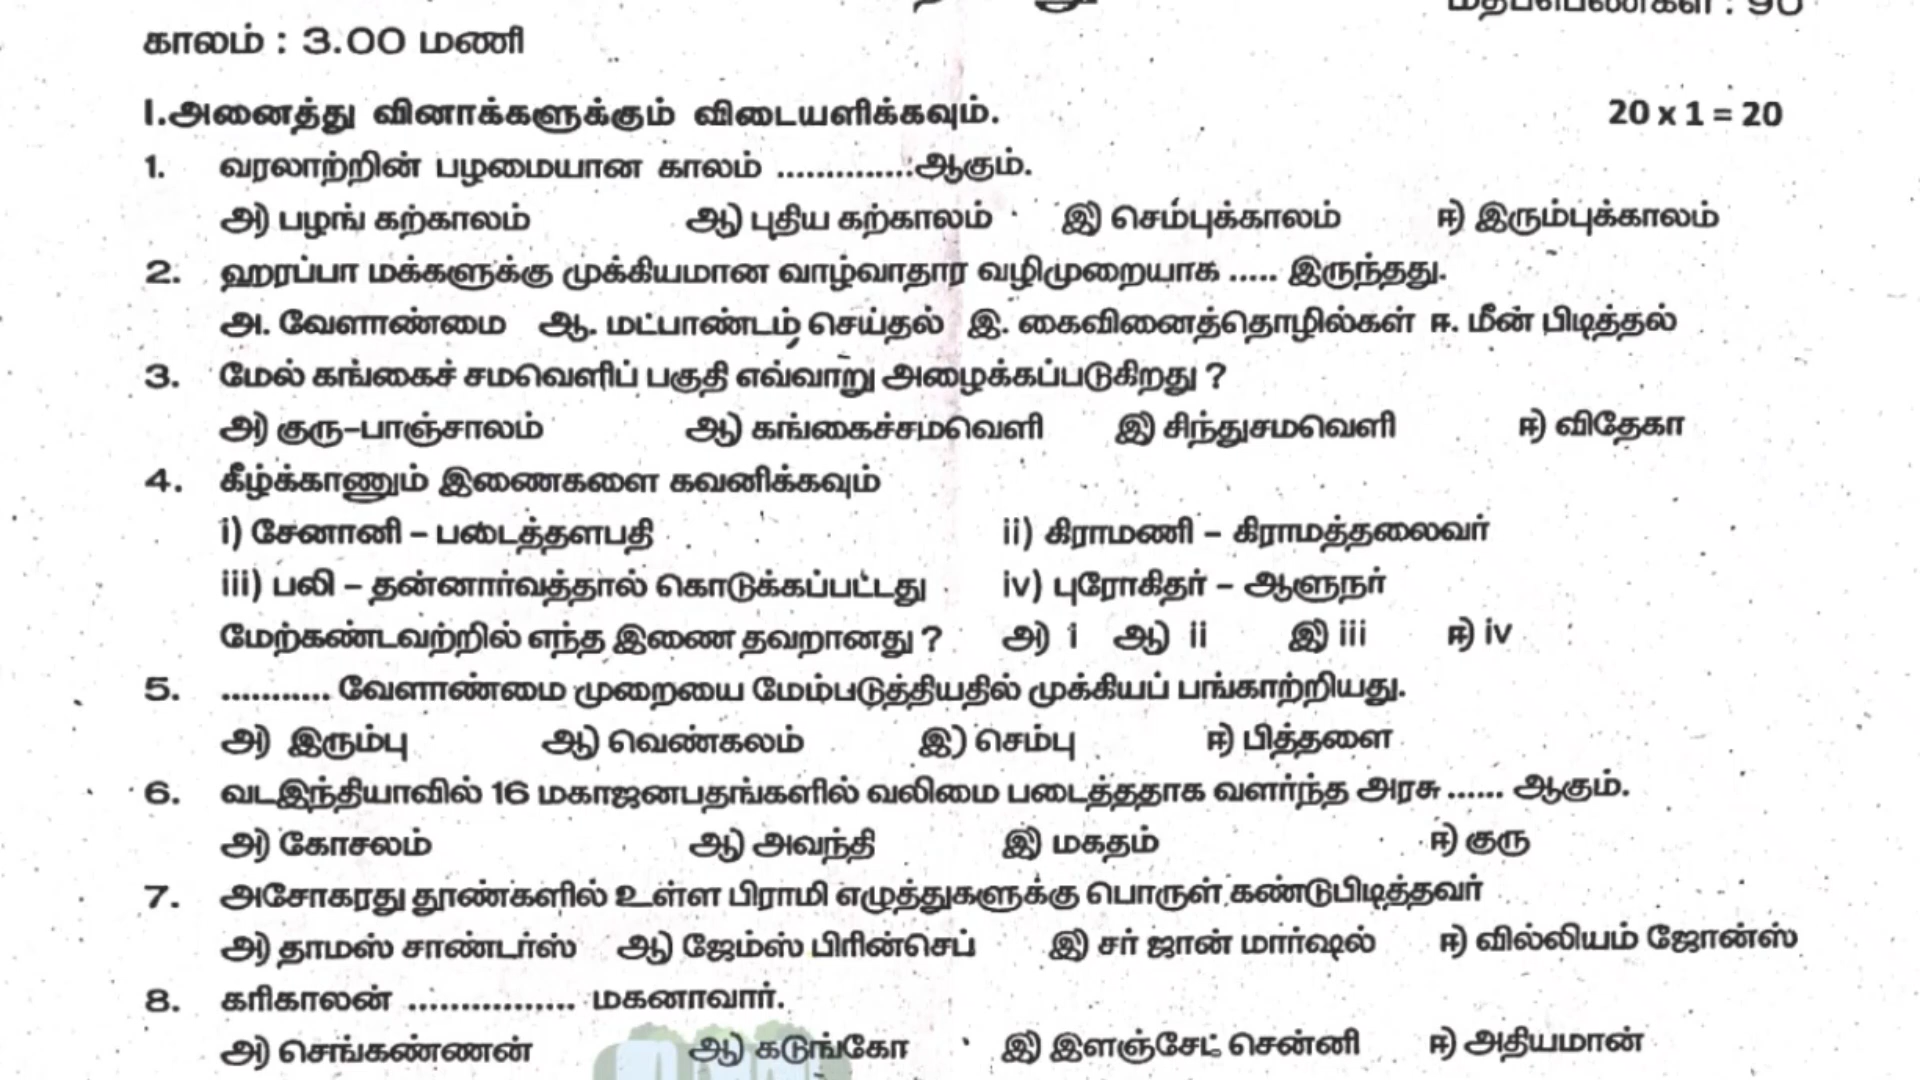 மதிப்பெண்கள் : 90
காலம் : 3.00 மணி
I.அனைத்து வினாக்களுக்கும் விடையளிக்கவும். 20 x 1 = 20
1. வரலாற்றின் பழமையான காலம் ..............ஆகும்.
அ) பழங் கற்காலம் ஆ) புதிய கற்காலம் இ) செம்புக்காலம் ஈ) இரும்புக்காலம்
2. ஹரப்பா மக்களுக்கு முக்கியமான வாழ்வாதார வழிமுறையாக ..... இருந்தது.
அ. வேளாண்மை ஆ. மட்பாண்டம் செய்தல் இ. கைவினைத்தொழில்கள் ஈ. மீன் பிடித்தல்
3. மேல் கங்கைச் சமவெளிப் பகுதி எவ்வாறு அழைக்கப்படுகிறது ?
அ) குரு–பாஞ்சாலம் ஆ) கங்கைச்சமவெளி இ) சிந்துசமவெளி ஈ) விதேகா
4. கீழ்க்காணும் இணைகளை கவனிக்கவும்
i) சேனானி – படைத்தளபதி ii) கிராமணி – கிராமத்தலைவர்
iii) பலி – தன்னார்வத்தால் கொடுக்கப்பட்டது iv) புரோகிதர் – ஆளுநர்
மேற்கண்டவற்றில் எந்த இணை தவறானது ? அ) i ஆ) ii இ) iii ஈ) iv
5. ........... வேளாண்மை முறையை மேம்படுத்தியதில் முக்கியப் பங்காற்றியது.
அ) இரும்பு ஆ) வெண்கலம் இ) செம்பு ஈ) பித்தளை
6. வடஇந்தியாவில் 16 மகாஜனபதங்களில் வலிமை படைத்ததாக வளர்ந்த அரசு ...... ஆகும்.
அ) கோசலம் ஆ) அவந்தி இ) மகதம் ஈ) குரு
7. அசோகரது தூண்களில் உள்ள பிராமி எழுத்துகளுக்கு பொருள் கண்டுபிடித்தவர்
அ) தாமஸ் சாண்டர்ஸ் ஆ) ஜேம்ஸ் பிரின்செப் இ) சர் ஜான் மார்ஷல் ஈ) வில்லியம் ஜோன்ஸ்
8. கரிகாலன் ................ மகனாவார்.
அ) செங்கண்ணன் ஆ) கடுங்கோ இ) இளஞ்சேட் சென்னி ஈ) அதியமான்